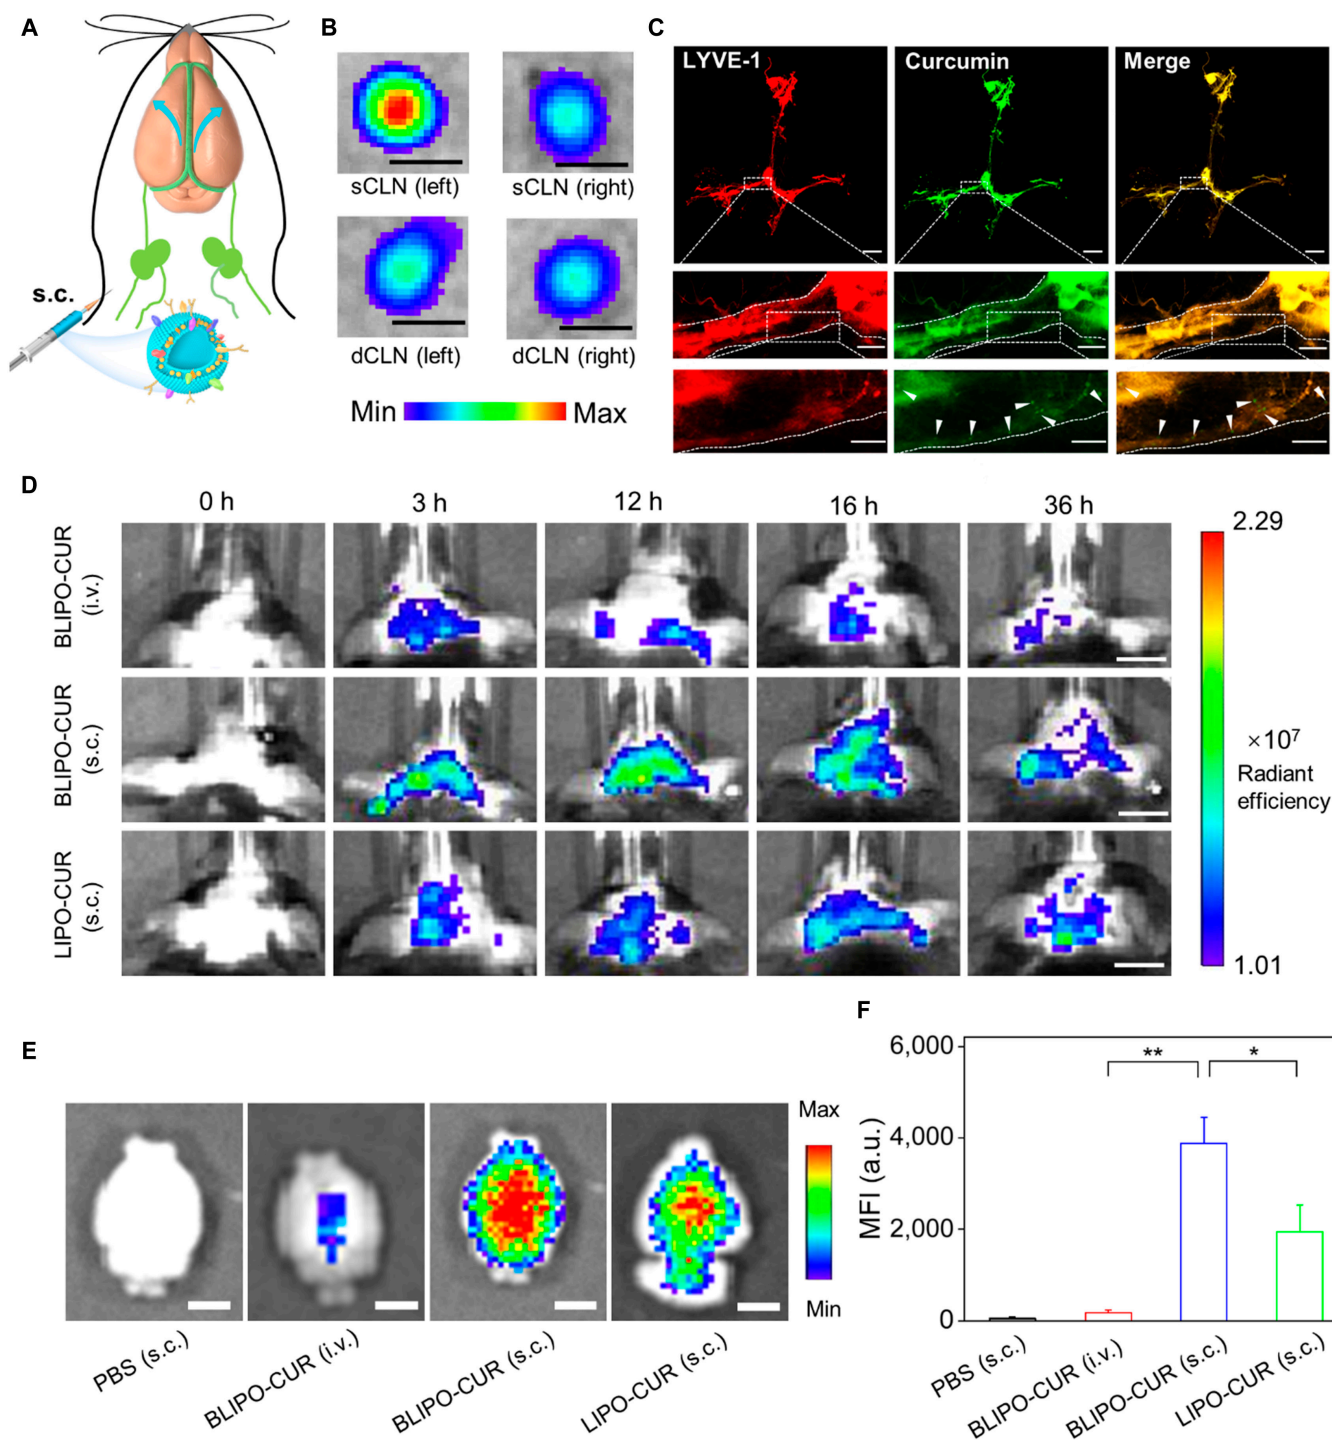 A
s.c.
B
sCLN (left)
sCLN (right)
dCLN (left)
dCLN (right)
Min
Max
C
LYVE-1
Curcumin
Merge
D
0 h
3 h
12 h
16 h
36 h
BLIPO-CUR
(i.v.)
BLIPO-CUR
(s.c.)
LIPO-CUR
(s.c.)
2.29
×10⁷
Radiant
efficiency
1.01
E
Max
Min
PBS (s.c.)
BLIPO-CUR (i.v.)
BLIPO-CUR (s.c.)
LIPO-CUR (s.c.)
F
MFI (a.u.)
6,000
4,000
2,000
0
**
*
PBS (s.c.)
BLIPO-CUR (i.v.)
BLIPO-CUR (s.c.)
LIPO-CUR (s.c.)